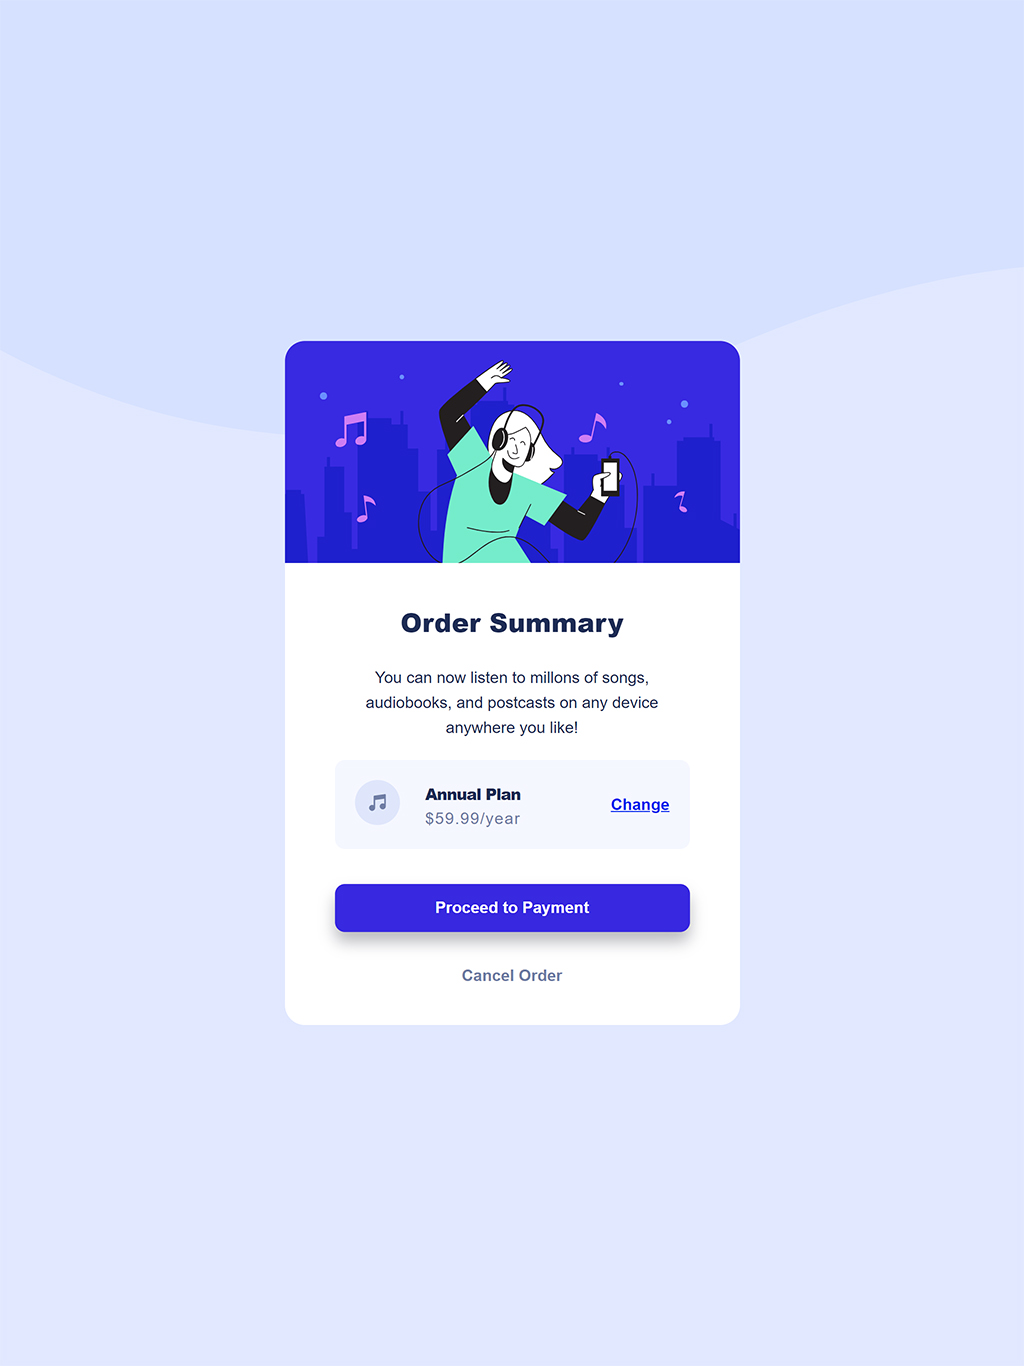 Order Summary
You can now listen to millons of songs,
audiobooks, and postcasts on any device
anywhere you like!
Annual Plan
$59.99/year
Change
Proceed to Payment
Cancel Order